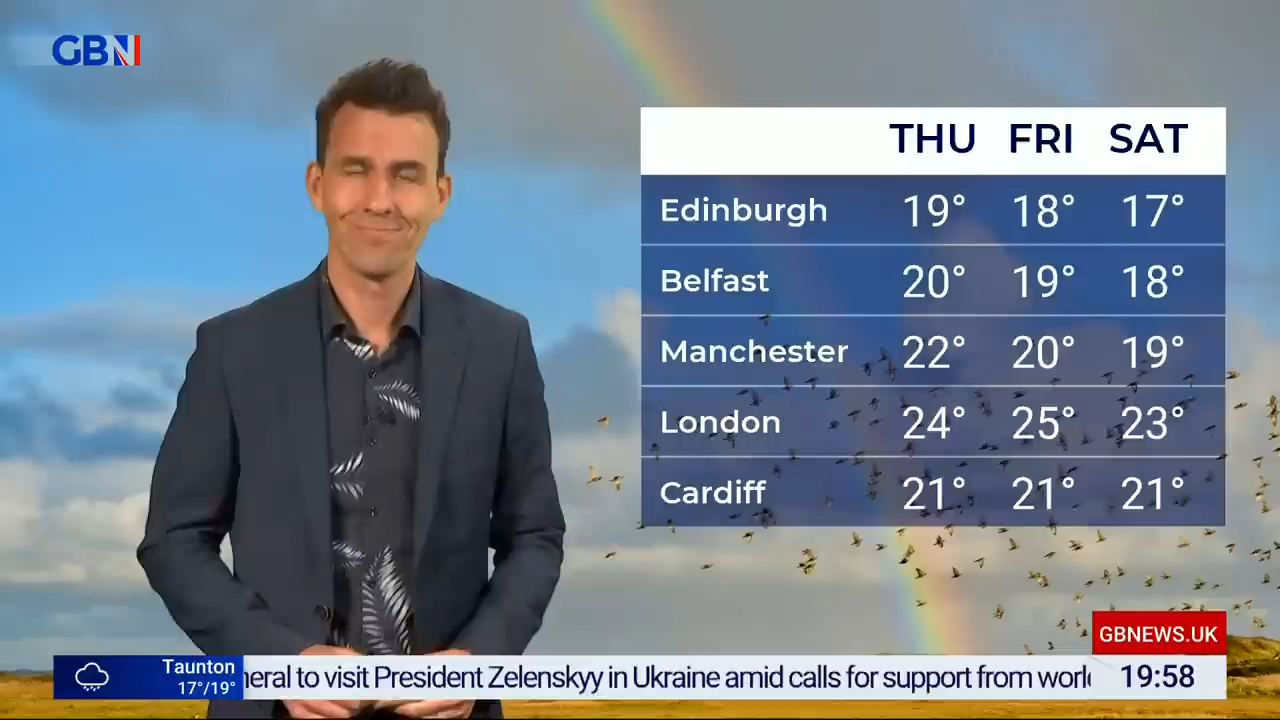 GBN
THU FRI SAT
Edinburgh 19° 18° 17°
Belfast 20° 19° 18°
Manchester 22° 20° 19°
London 24° 25° 23°
Cardiff 21° 21° 21°
GBNEWS.UK
Taunton
17°/19°
to visit President Zelenskyy in Ukraine amid calls for support from
19:58